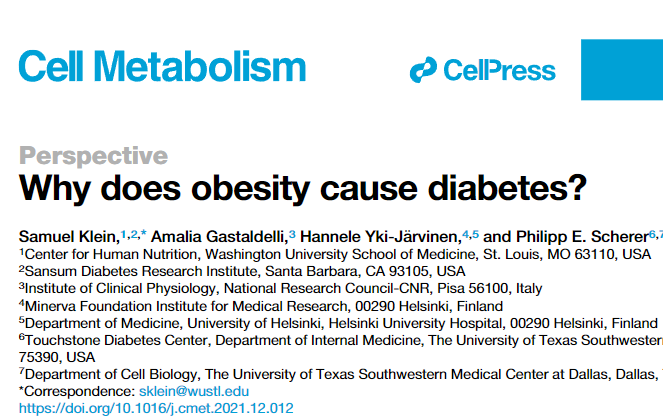 Cell Metabolism
CellPress
Perspective
Why does obesity cause diabetes?
Samuel Klein,1,2,* Amalia Gastaldelli,3 Hannele Yki-Järvinen,4,5 and Philipp E. Scherer6,7
1Center for Human Nutrition, Washington University School of Medicine, St. Louis, MO 63110, USA
2Sansum Diabetes Research Institute, Santa Barbara, CA 93105, USA
3Institute of Clinical Physiology, National Research Council-CNR, Pisa 56100, Italy
4Minerva Foundation Institute for Medical Research, 00290 Helsinki, Finland
5Department of Medicine, University of Helsinki, Helsinki University Hospital, 00290 Helsinki, Finland
6Touchstone Diabetes Center, Department of Internal Medicine, The University of Texas Southwestern
75390, USA
7Department of Cell Biology, The University of Texas Southwestern Medical Center at Dallas, Dallas,
*Correspondence: sklein@wustl.edu
https://doi.org/10.1016/j.cmet.2021.12.012